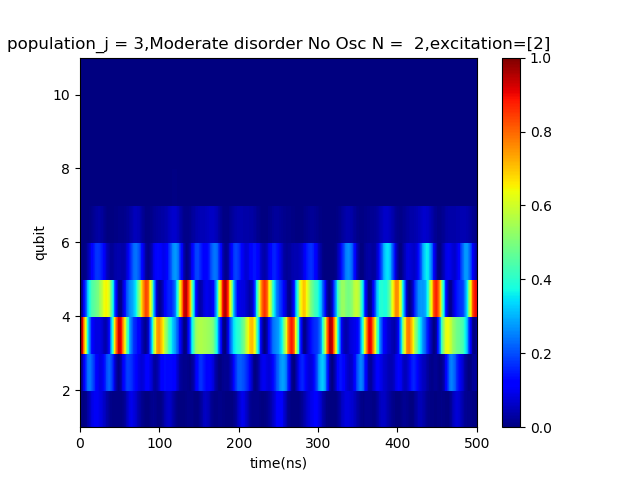 population_j = 3,Moderate disorder No Osc N =  2,excitation=[2]
1.0
10
0.8
8
0.6
qubit
6
0.4
4
0.2
2
0.0
0 100 200 300 400 500
time(ns)